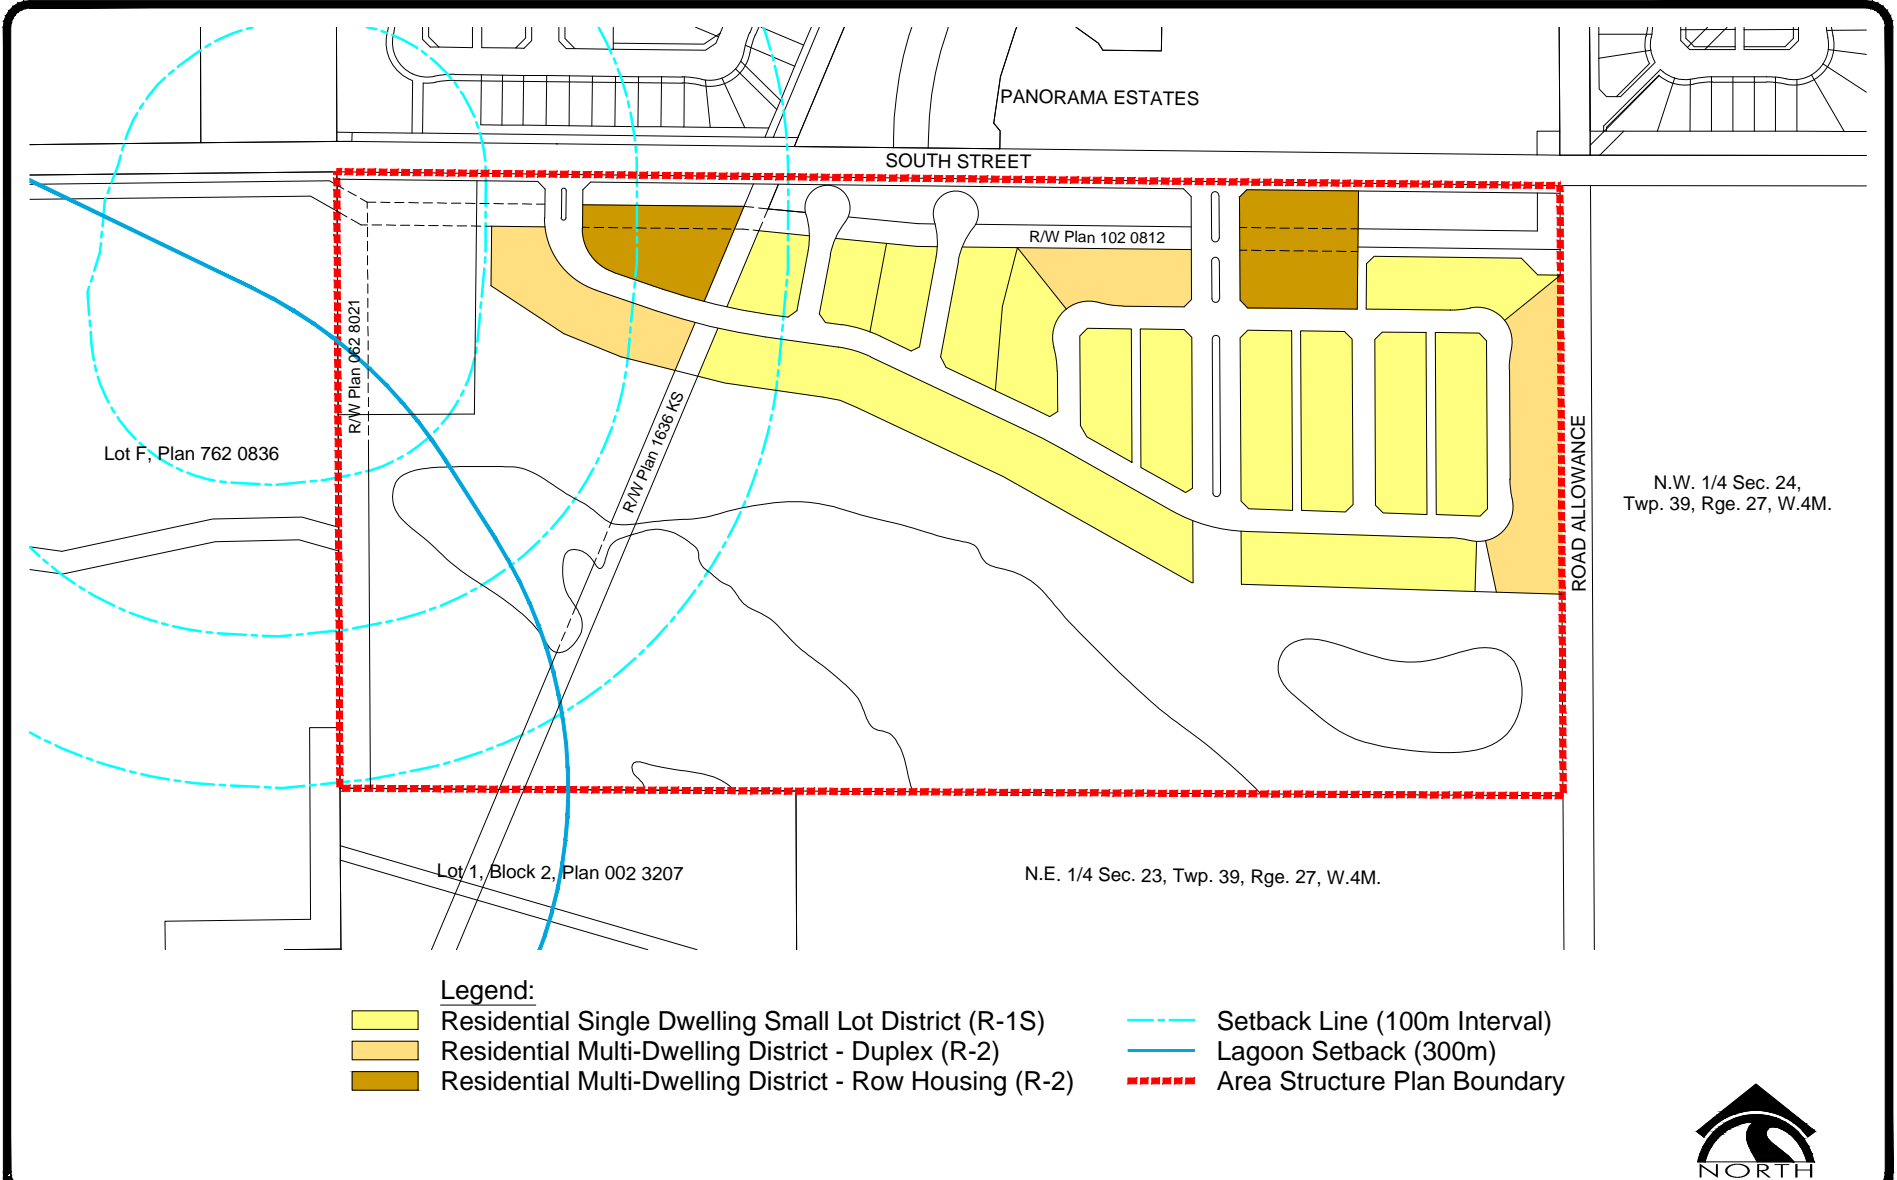 PANORAMA ESTATES
SOUTH STREET
R/W Plan 102 0812
R/W Plan 062 8021
R/W Plan 1636 KS
Lot F, Plan 762 0836
ROAD ALLOWANCE
N.W. 1/4 Sec. 24,
Twp. 39, Rge. 27, W.4M.
Lot 1, Block 2, Plan 002 3207
N.E. 1/4 Sec. 23, Twp. 39, Rge. 27, W.4M.
Legend:
Residential Single Dwelling Small Lot District (R-1S)
Residential Multi-Dwelling District - Duplex (R-2)
Residential Multi-Dwelling District - Row Housing (R-2)
Setback Line (100m Interval)
Lagoon Setback (300m)
Area Structure Plan Boundary
NORTH